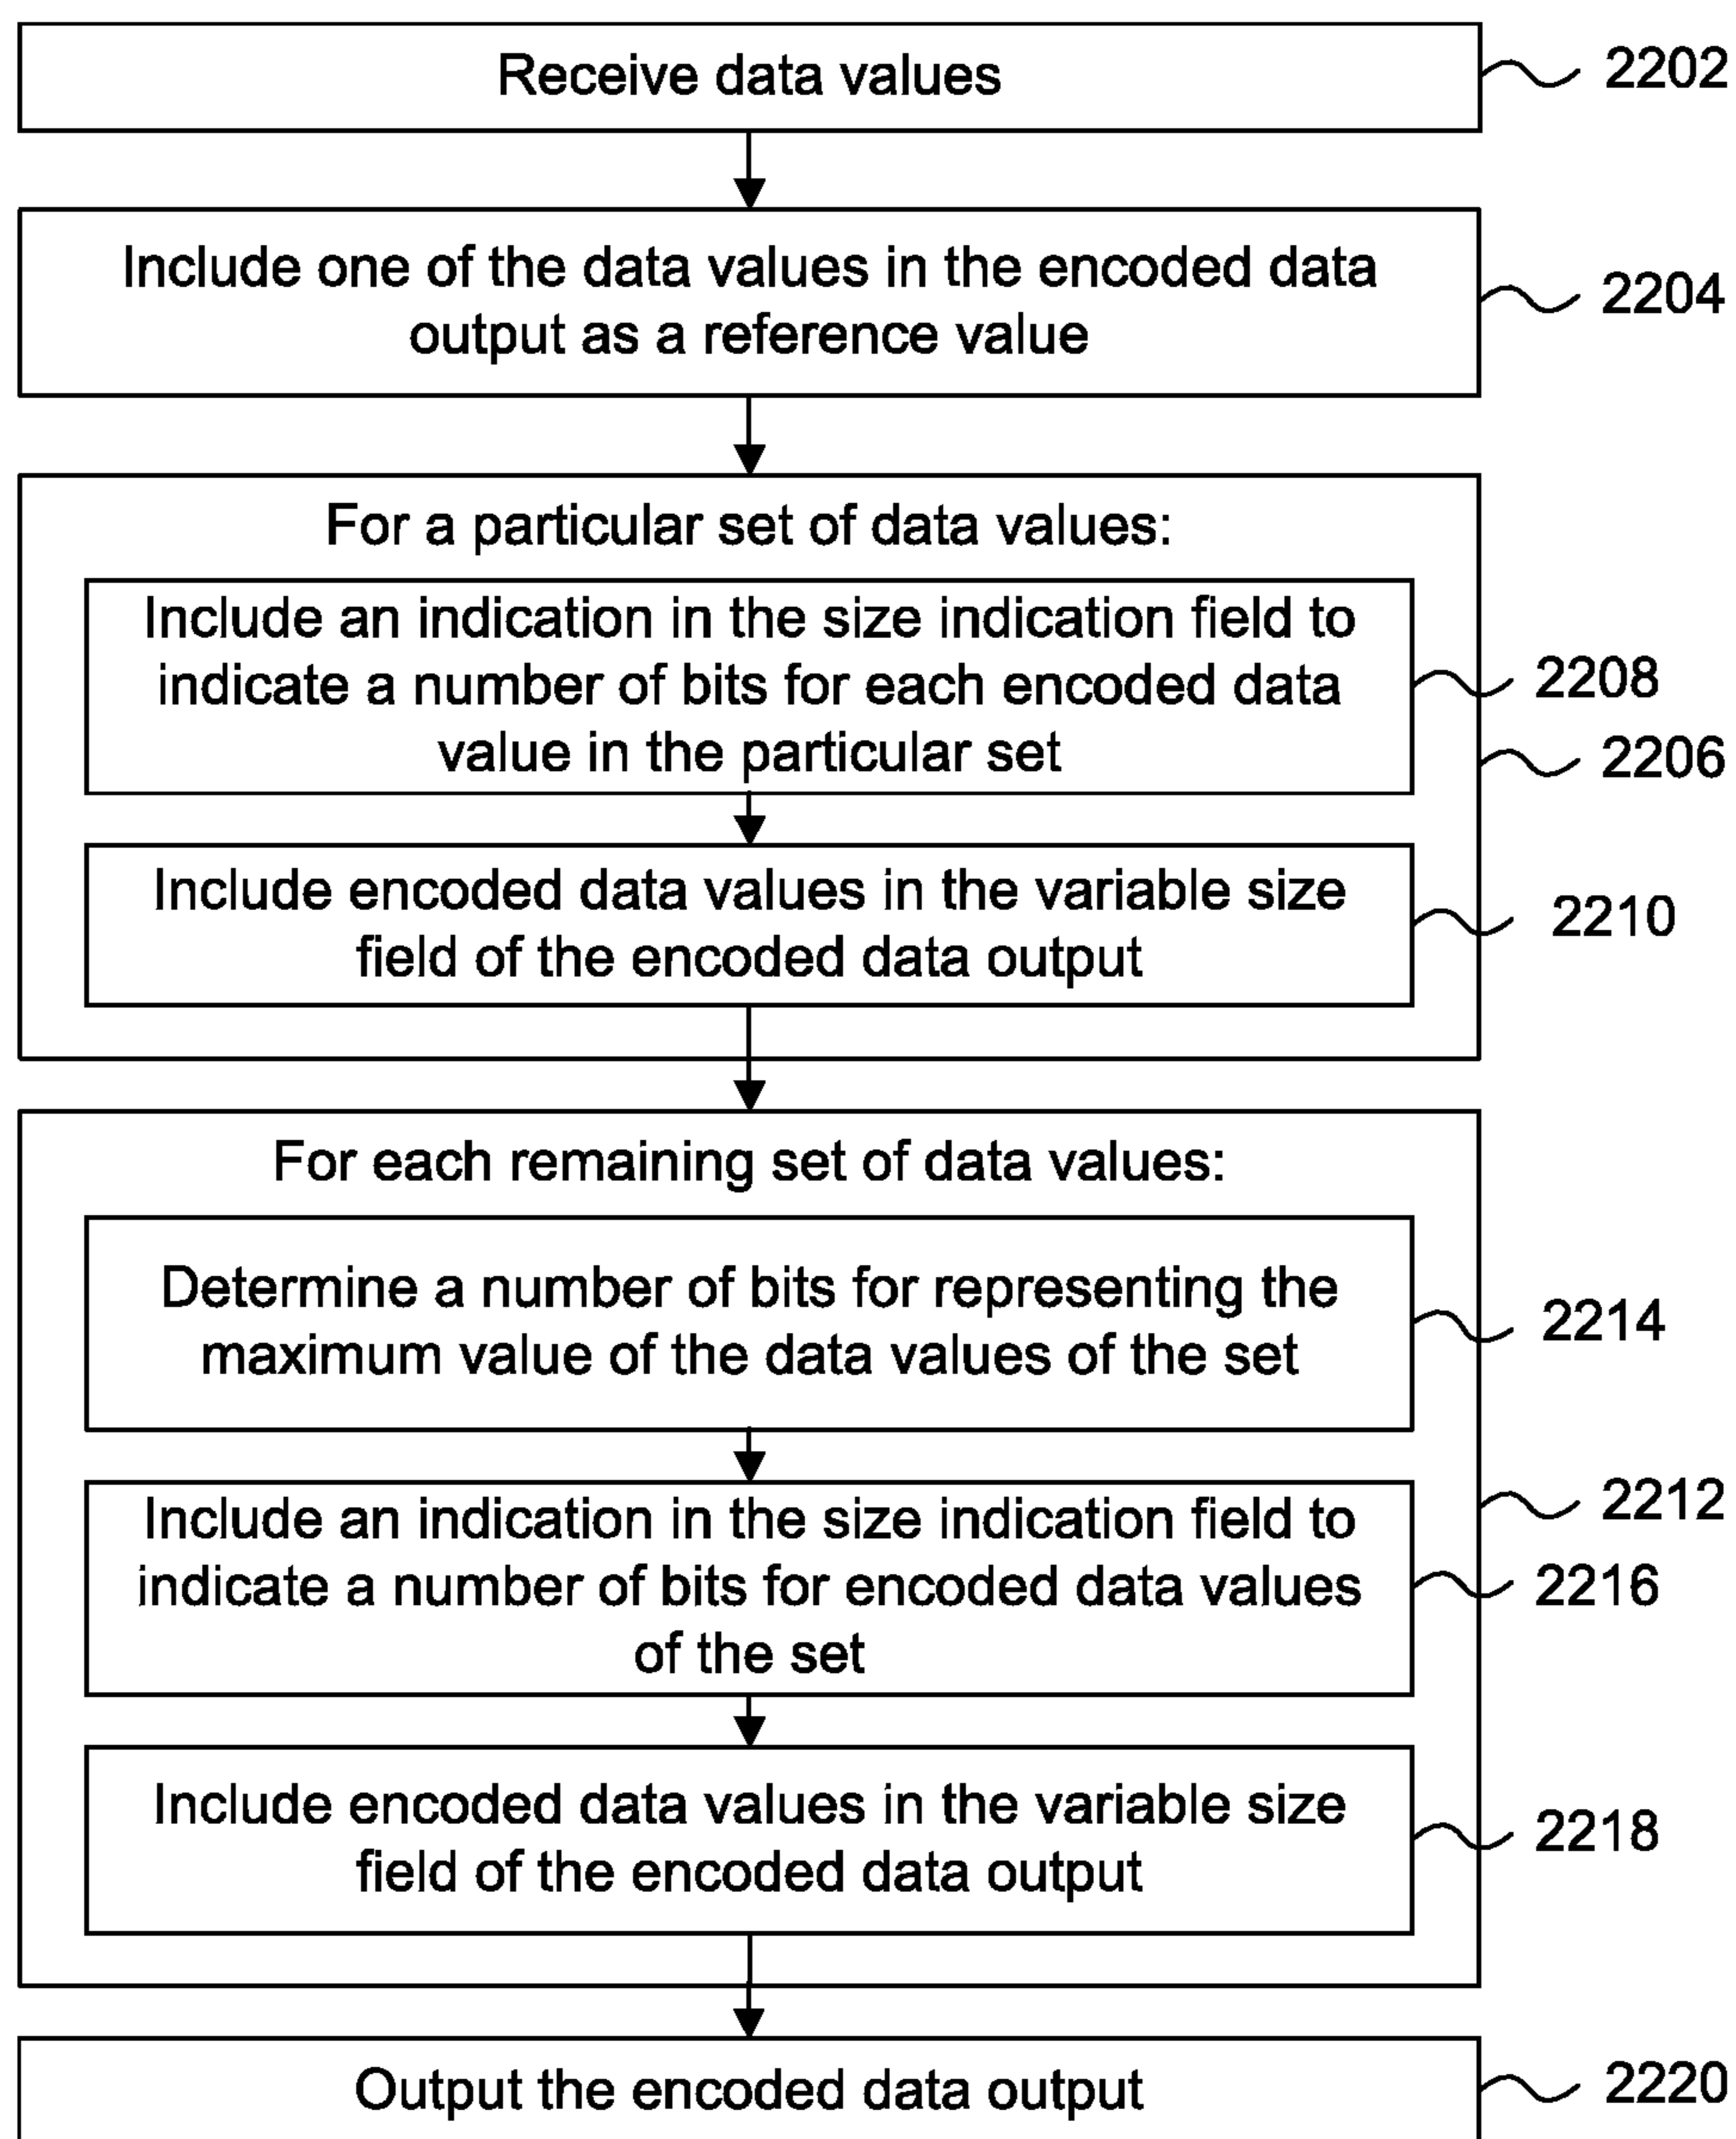 Receive data values
2202
Include one of the data values in the encoded data
output as a reference value
2204
For a particular set of data values:
Include an indication in the size indication field to
indicate a number of bits for each encoded data
value in the particular set
2208
2206
Include encoded data values in the variable size
field of the encoded data output
2210
For each remaining set of data values:
Determine a number of bits for representing the
maximum value of the data values of the set
2214
2212
Include an indication in the size indication field to
indicate a number of bits for encoded data values
of the set
2216
Include encoded data values in the variable size
field of the encoded data output
2218
Output the encoded data output
2220